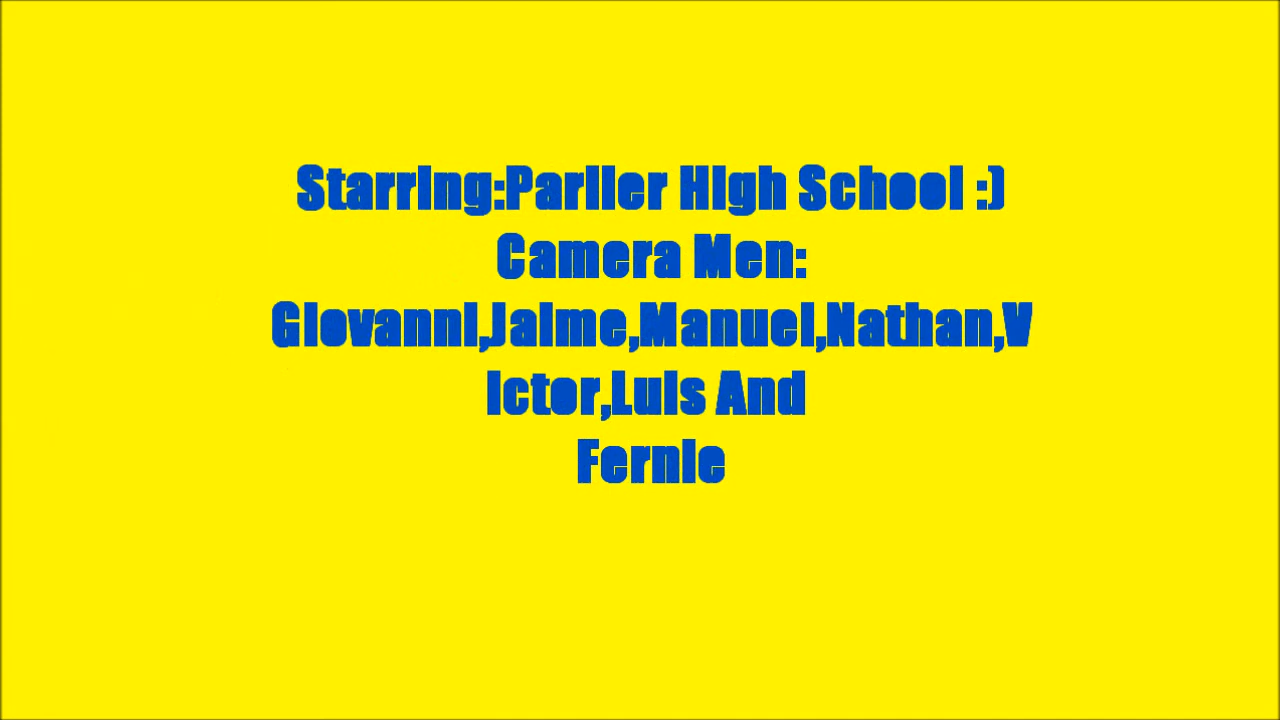 Starring:Parlier High School :)
Camera Men:
Giovanni,Jaime,Manuel,Nathan,V
ictor,Luis And
Fernie